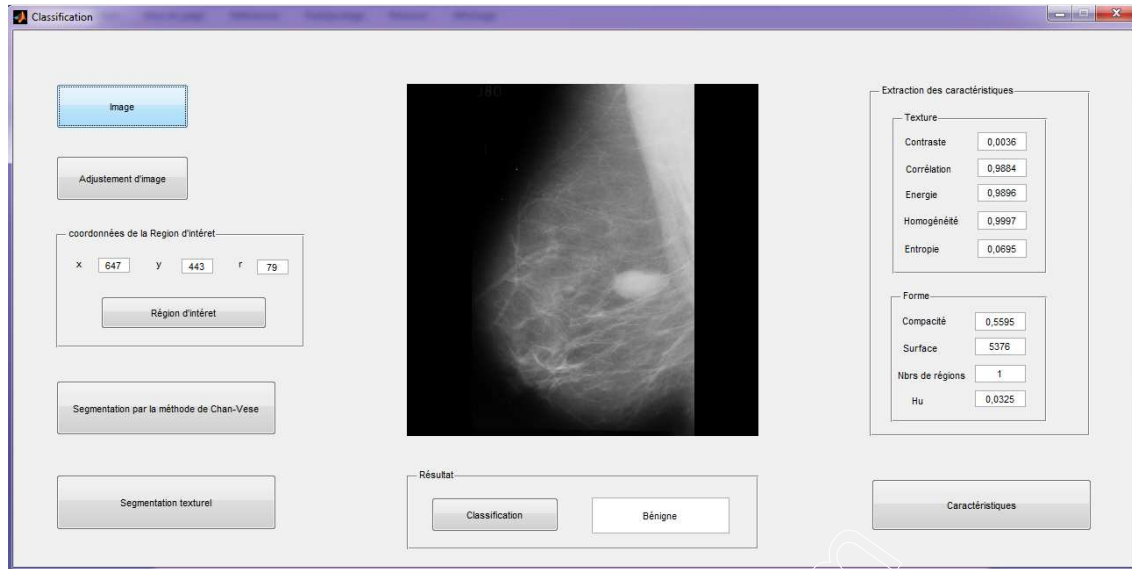 Classification
Image
Adjustement d'image
coordonnées de la Region d'intéret
x 647 y 443 r 79
Région d'intéret
Segmentation par la méthode de Chan-Vese
Segmentation texturel
J80
Résultat
Classification Bénigne
Extraction des caractéristiques
Texture
Contraste 0,0036
Corrélation 0,9884
Energie 0,9896
Homogénéité 0,9997
Entropie 0,0695
Forme
Compacité 0,5595
Surface 5376
Nbrs de régions 1
Hu 0,0325
Caractéristiques